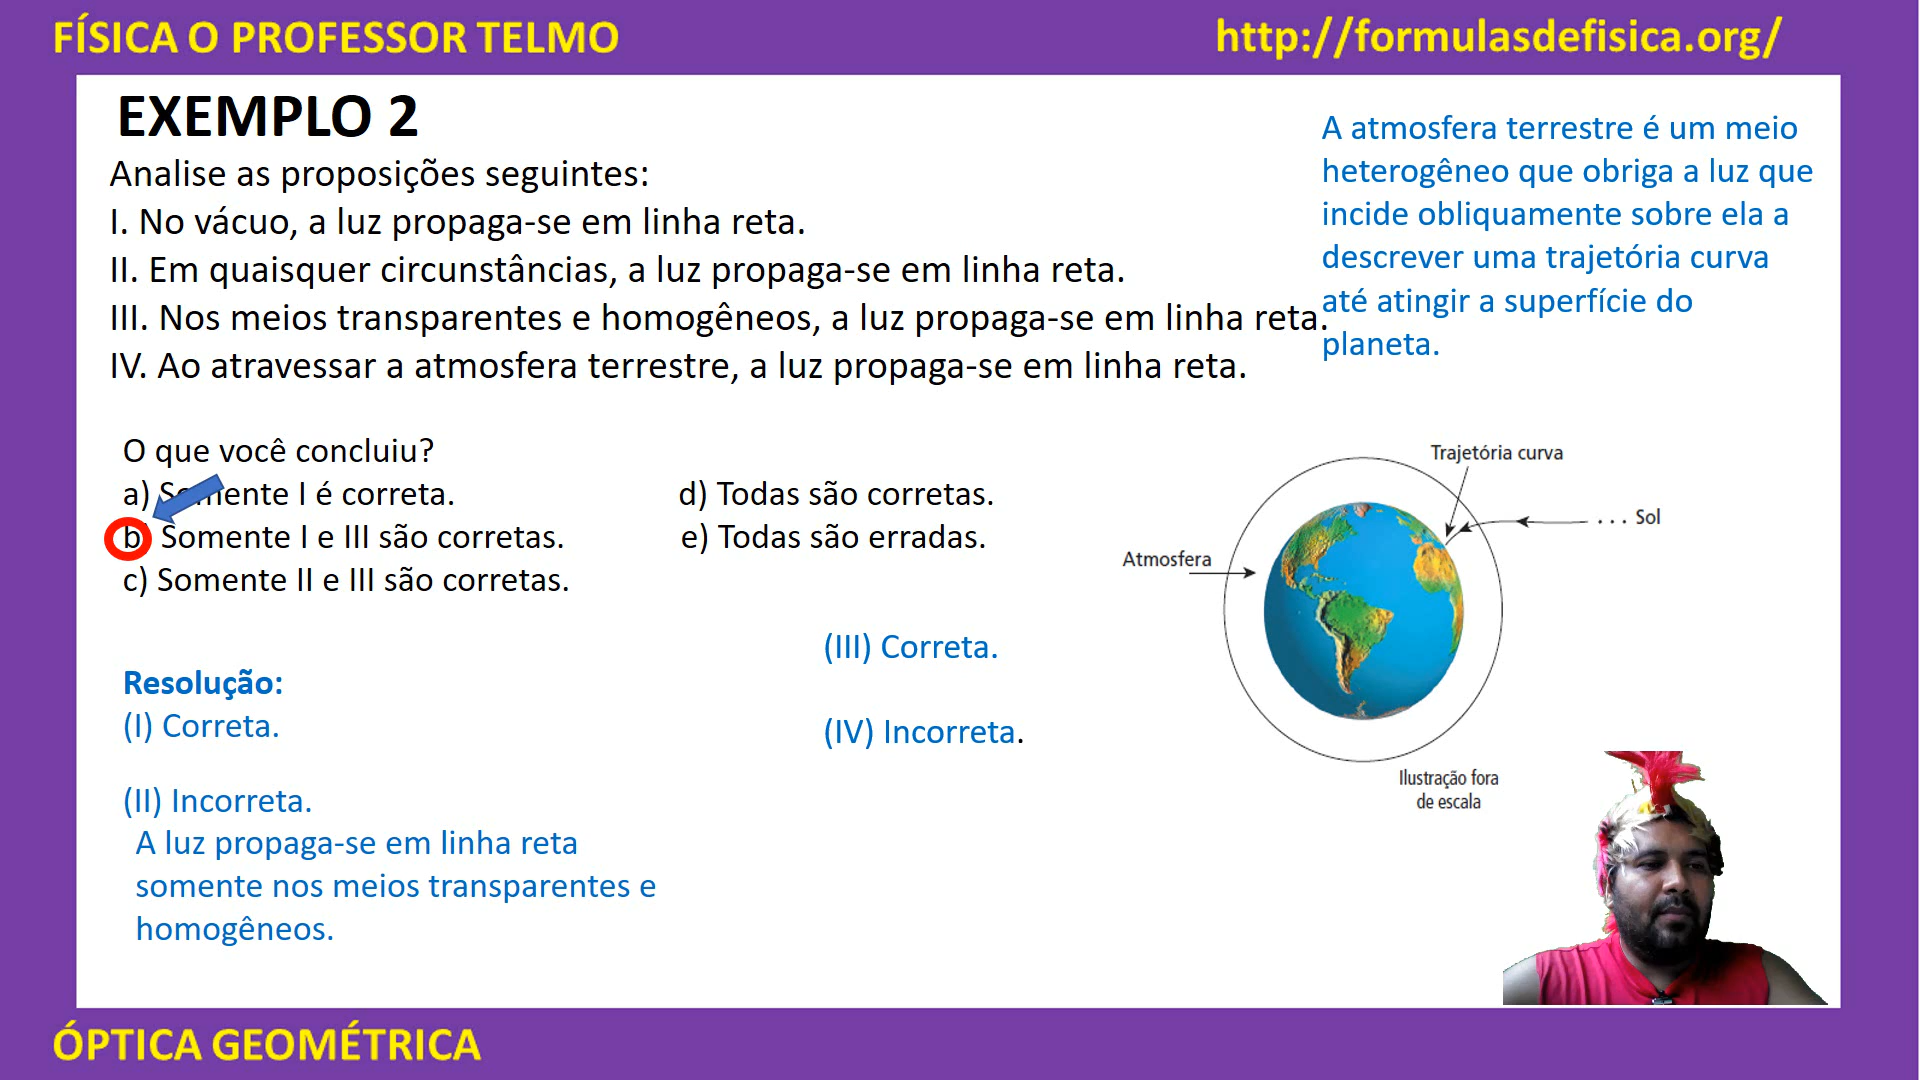 FÍSICA O PROFESSOR TELMO
http://formulasdefisica.org/
EXEMPLO 2
Analise as proposições seguintes:
I. No vácuo, a luz propaga-se em linha reta.
II. Em quaisquer circunstâncias, a luz propaga-se em linha reta.
III. Nos meios transparentes e homogêneos, a luz propaga-se em linha reta.
IV. Ao atravessar a atmosfera terrestre, a luz propaga-se em linha reta.
A atmosfera terrestre é um meio
heterogêneo que obriga a luz que
incide obliquamente sobre ela a
descrever uma trajetória curva
até atingir a superfície do
planeta.
O que você concluiu?
a) Somente I é correta.
b) Somente I e III são corretas.
c) Somente II e III são corretas.
d) Todas são corretas.
e) Todas são erradas.
Trajetória curva
. . . Sol
Atmosfera
Ilustração fora
de escala
Resolução:
(I) Correta.
(II) Incorreta.
A luz propaga-se em linha reta
somente nos meios transparentes e
homogêneos.
(III) Correta.
(IV) Incorreta.
ÓPTICA GEOMÉTRICA